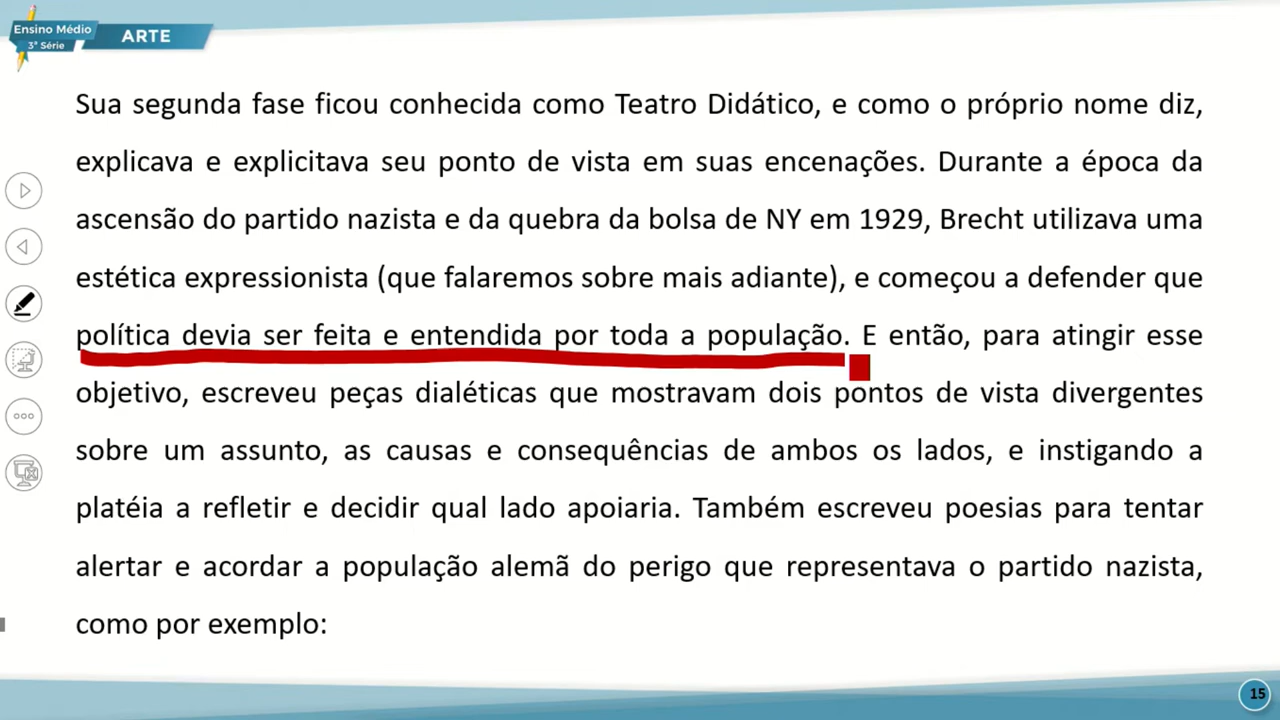 Ensino Médio
3ª Série
ARTE
Sua segunda fase ficou conhecida como Teatro Didático, e como o próprio nome diz,
explicava e explicitava seu ponto de vista em suas encenações. Durante a época da
ascensão do partido nazista e da quebra da bolsa de NY em 1929, Brecht utilizava uma
estética expressionista (que falaremos sobre mais adiante), e começou a defender que
política devia ser feita e entendida por toda a população. E então, para atingir esse
objetivo, escreveu peças dialéticas que mostravam dois pontos de vista divergentes
sobre um assunto, as causas e consequências de ambos os lados, e instigando a
platéia a refletir e decidir qual lado apoiaria. Também escreveu poesias para tentar
alertar e acordar a população alemã do perigo que representava o partido nazista,
como por exemplo:
15